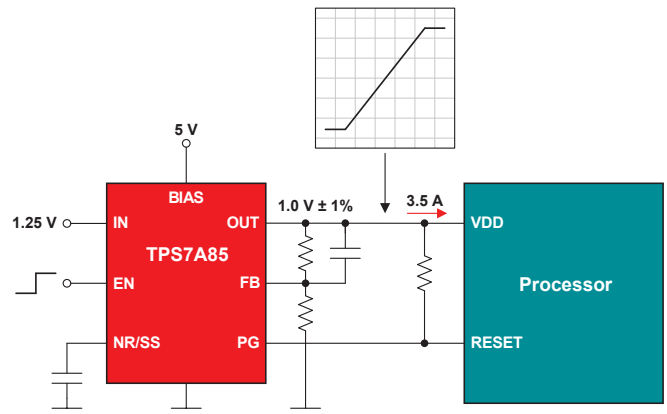 5 V
BIAS
1.0 V ± 1%
3.5 A
1.25 V
IN
OUT
VDD
TPS7A85
EN
FB
Processor
NR/SS
PG
RESET